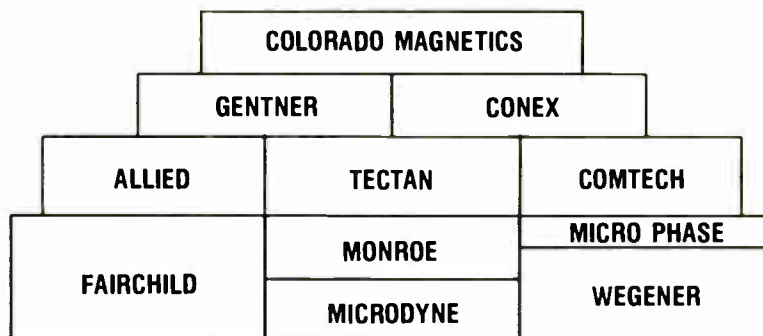 COLORADO MAGNETICS
GENTNER
CONEX
ALLIED
TECTAN
COMTECH
FAIRCHILD
MONROE
MICRODYNE
MICRO PHASE
WEGENER